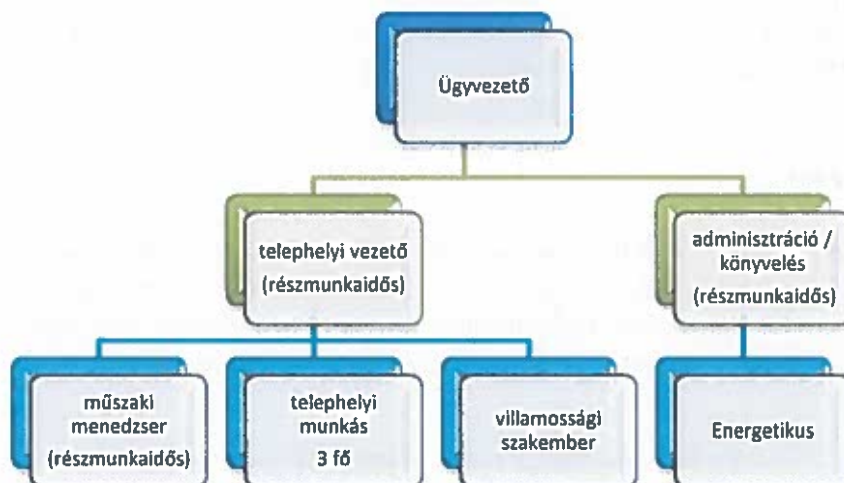 Ügyvezető
telephelyi vezető
(részmunkaidős)
adminisztráció /
könyvelés
(részmunkaidős)
műszaki
menedzser
(részmunkaidős)
telephelyi
munkás
3 fő
villamossági
szakember
Energetikus